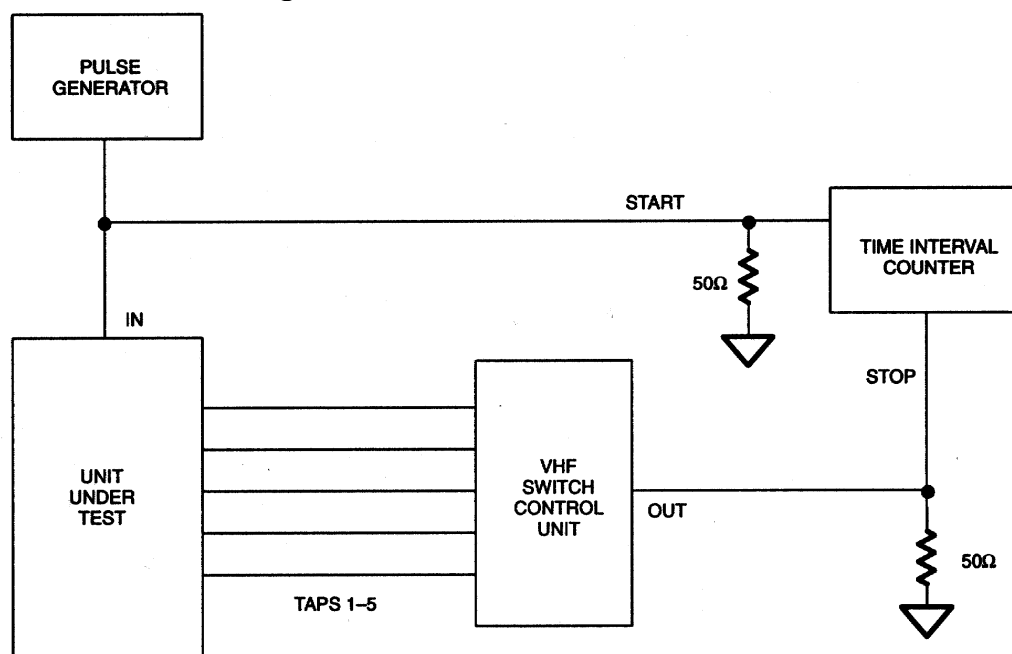 PULSE
GENERATOR
START
TIME INTERVAL
COUNTER
50Ω
IN
STOP
UNIT
UNDER
TEST
VHF
SWITCH
CONTROL
UNIT
OUT
50Ω
TAPS 1–5